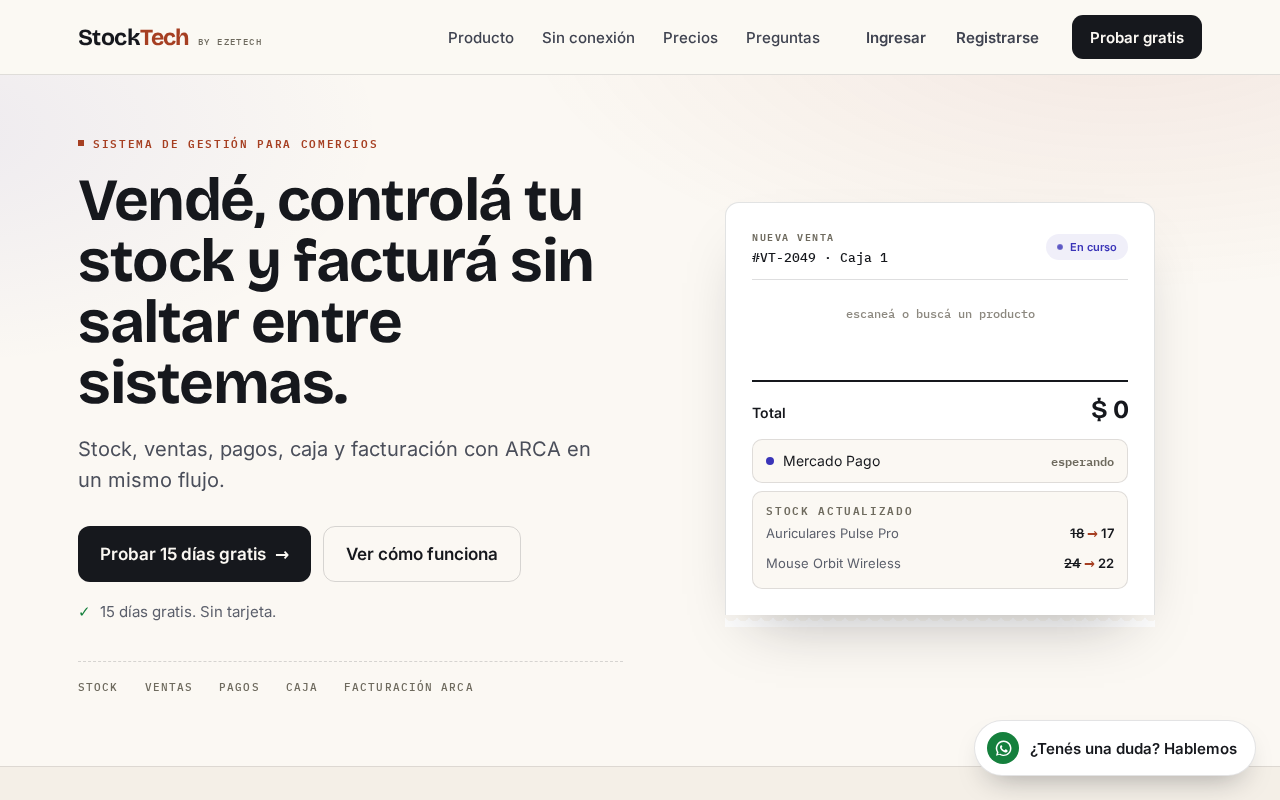 StockTech BY EZETECH
Producto
Sin conexión
Precios
Preguntas
Ingresar
Registrarse
Probar gratis
SISTEMA DE GESTIÓN PARA COMERCIOS
Vendé, controlá tu
stock y facturá sin
saltar entre
sistemas.
Stock, ventas, pagos, caja y facturación con ARCA en
un mismo flujo.
Probar 15 días gratis →
Ver cómo funciona
✓ 15 días gratis. Sin tarjeta.
STOCK VENTAS PAGOS CAJA FACTURACIÓN ARCA
NUEVA VENTA
#VT-2049 · Caja 1
En curso
escaneá o buscá un producto
Total $ 0
Mercado Pago esperando
STOCK ACTUALIZADO
Auriculares Pulse Pro 18 → 17
Mouse Orbit Wireless 24 → 22
¿Tenés una duda? Hablemos